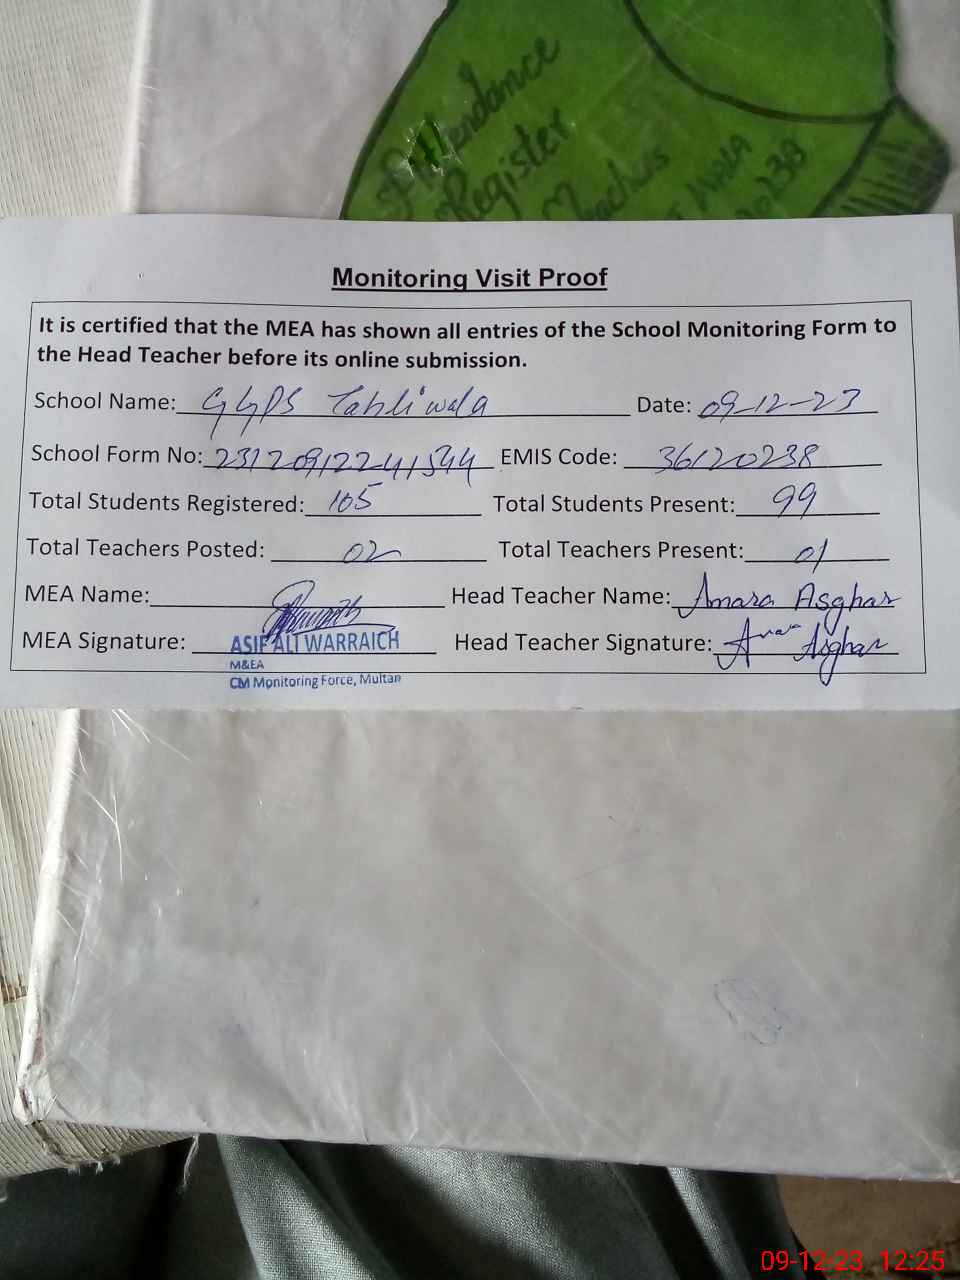 Attendance
Register
Teachers
WALA
Monitoring Visit Proof
It is certified that the MEA has shown all entries of the School Monitoring Form to
the Head Teacher before its online submission.
School Name: GGPS Tahliwala Date: 09-12-23
School Form No: 231209122241544 EMIS Code: 36120238
Total Students Registered: 105 Total Students Present: 99
Total Teachers Posted: 02 Total Teachers Present: 01
MEA Name: Head Teacher Name: Amara Asghar
MEA Signature: ASIF ALI WARRAICH Head Teacher Signature: Amara Asghar
M&EA
CM Monitoring Force, Multan
09-12-23 12:25